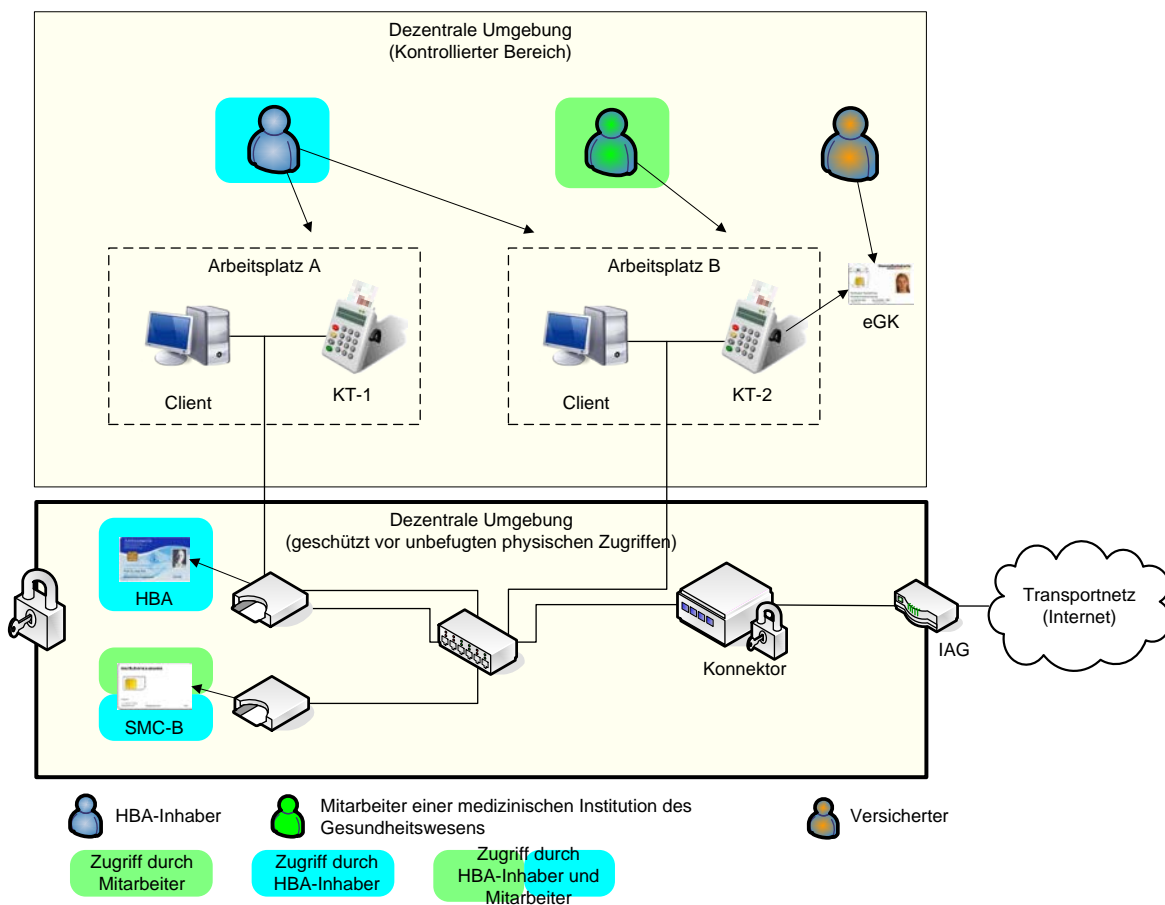 Dezentrale Umgebung
(Kontrollierter Bereich)
Arbeitsplatz A
Arbeitsplatz B
eGK
Client
KT-1
Client
KT-2
Dezentrale Umgebung
(geschützt vor unbefugten physischen Zugriffen)
HBA
SMC-B
Konnektor
IAG
Transportnetz
(Internet)
HBA-Inhaber
Mitarbeiter einer medizinischen Institution des
Gesundheitswesens
Versicherter
Zugriff durch
Mitarbeiter
Zugriff durch
HBA-Inhaber
Zugriff durch
HBA-Inhaber und
Mitarbeiter